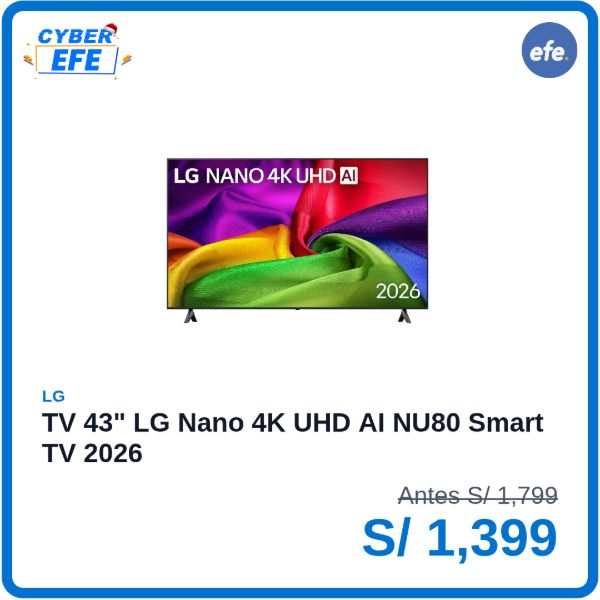 CYBER
EFE
efe.
LG NANO 4K UHD AI
2026
LG
TV 43" LG Nano 4K UHD AI NU80 Smart
TV 2026
Antes S/ 1,799
S/ 1,399